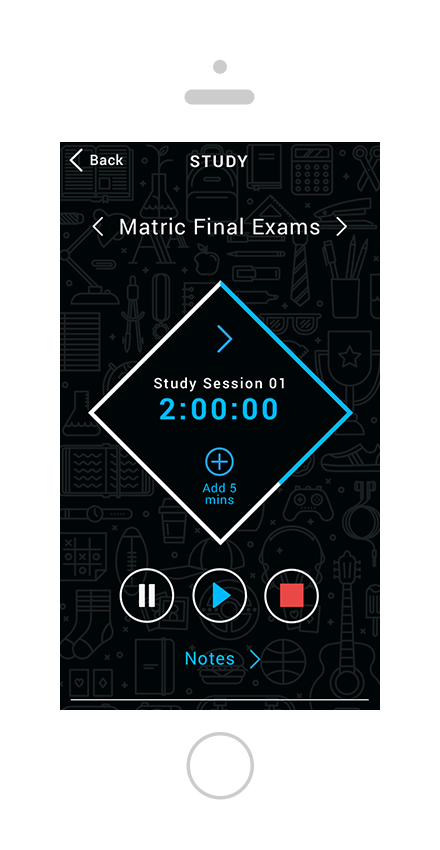 Back
STUDY
Matric Final Exams
Study Session 01
2:00:00
Add 5
mins
Notes